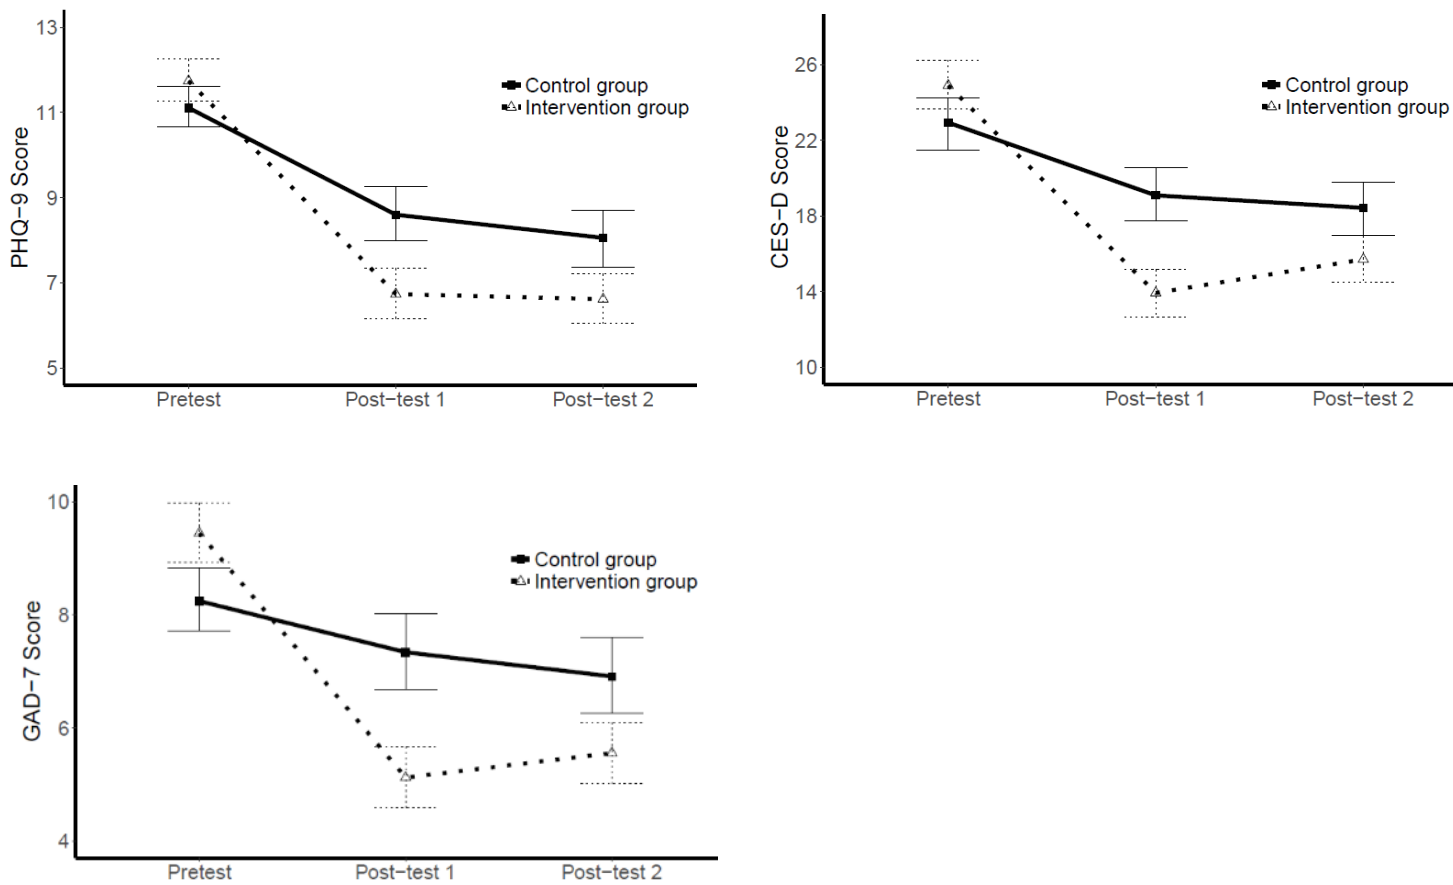 13
11
9
7
5
PHQ-9 Score
Control group
Intervention group
Pretest
Post-test 1
Post-test 2
26
22
18
14
10
CES-D Score
Control group
Intervention group
Pretest
Post-test 1
Post-test 2
10
8
6
4
GAD-7 Score
Control group
Intervention group
Pretest
Post-test 1
Post-test 2